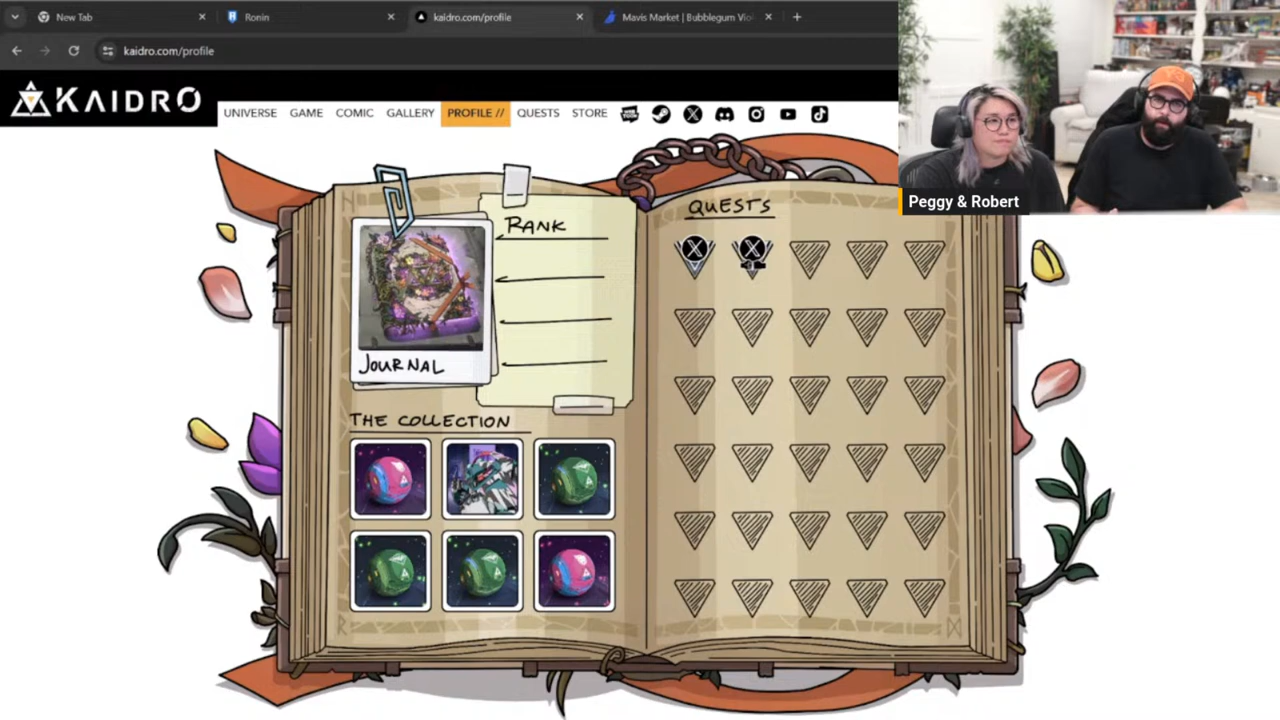 New Tab
Ronin
kaidro.com/profile
Mavis Market | Bubblegum Vio
kaidro.com/profile
KAIDRO
UNIVERSE GAME COMIC GALLERY PROFILE // QUESTS STORE
Peggy & Robert
RANK
JOURNAL
THE COLLECTION
QUESTS